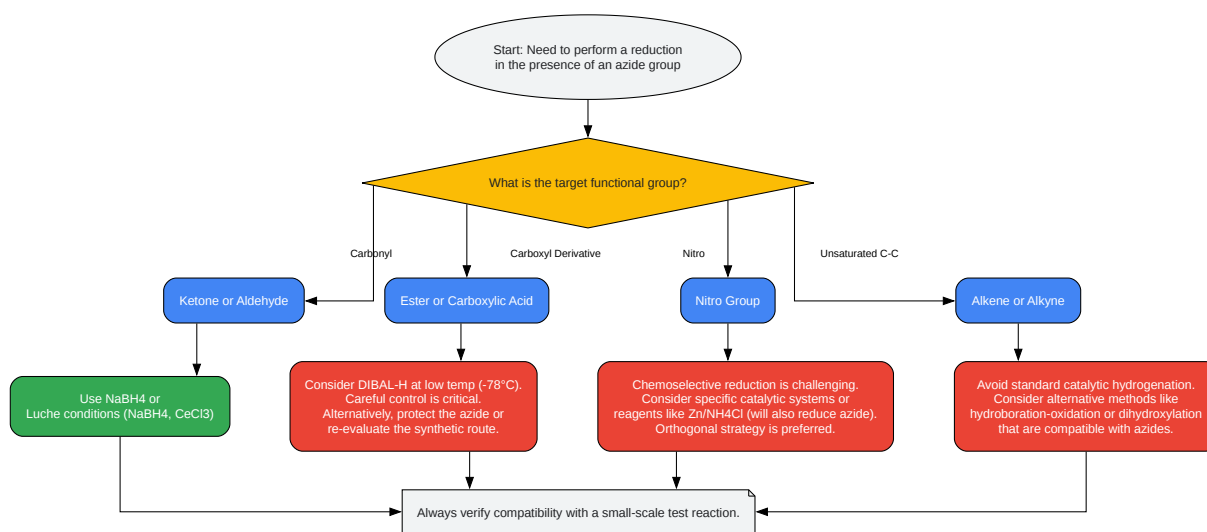 Start: Need to perform a reduction
in the presence of an azide group
What is the target functional group?
Carbonyl
Carboxyl Derivative
Nitro
Unsaturated C-C
Ketone or Aldehyde
Ester or Carboxylic Acid
Nitro Group
Alkene or Alkyne
Use NaBH4 or
Luche conditions (NaBH4, CeCl3)
Consider DIBAL-H at low temp (-78°C).
Careful control is critical.
Alternatively, protect the azide or
re-evaluate the synthetic route.
Chemoselective reduction is challenging.
Consider specific catalytic systems or
reagents like Zn/NH4Cl (will also reduce azide).
Orthogonal strategy is preferred.
Avoid standard catalytic hydrogenation.
Consider alternative methods like
hydroboration-oxidation or dihydroxylation
that are compatible with azides.
Always verify compatibility with a small-scale test reaction.